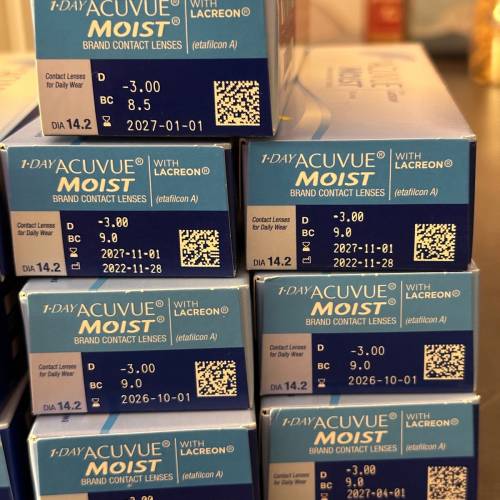 1-DAY ACUVUE® WITH
MOIST® LACREON®
BRAND CONTACT LENSES (etafilcon A)
Contact Lenses
for Daily Wear
D -3.00
BC 8.5
2027-01-01
DIA 14.2
1-DAY ACUVUE® WITH
MOIST LACREON®
BRAND CONTACT LENSES (etafilcon A)
Contact Lenses
for Daily Wear
D -3.00
BC 9.0
2027-11-01
2022-11-28
DIA 14.2
1-DAY ACUVUE® WITH
MOIST LACREON®
BRAND CONTACT LENSES (etafilcon A)
Contact Lenses
for Daily Wear
D -3.00
BC 9.0
2027-11-01
2022-11-28
DIA 14.2
1-DAY ACUVUE® WITH
MOIST® LACREON®
BRAND CONTACT LENSES (etafilcon A)
Contact Lenses
for Daily Wear
D -3.00
BC 9.0
2026-10-01
DIA 14.2
1-DAY ACUVUE® WITH
MOIST® LACREON®
BRAND CONTACT LENSES (etafilcon A)
Contact Lenses
for Daily Wear
D -3.00
BC 9.0
2026-10-01
DIA 14.2
1-DAY ACUVUE® WITH
MOIST® LACREON®
BRAND CONTACT LENSES (etafilcon A)
1-DAY ACUVUE® WITH
MOIST® LACREON®
BRAND CONTACT LENSES (etafilcon A)
Contact Lenses
for Daily Wear
D -3.00
BC 9.0
2027-04-01
ACUVUE
MOIST